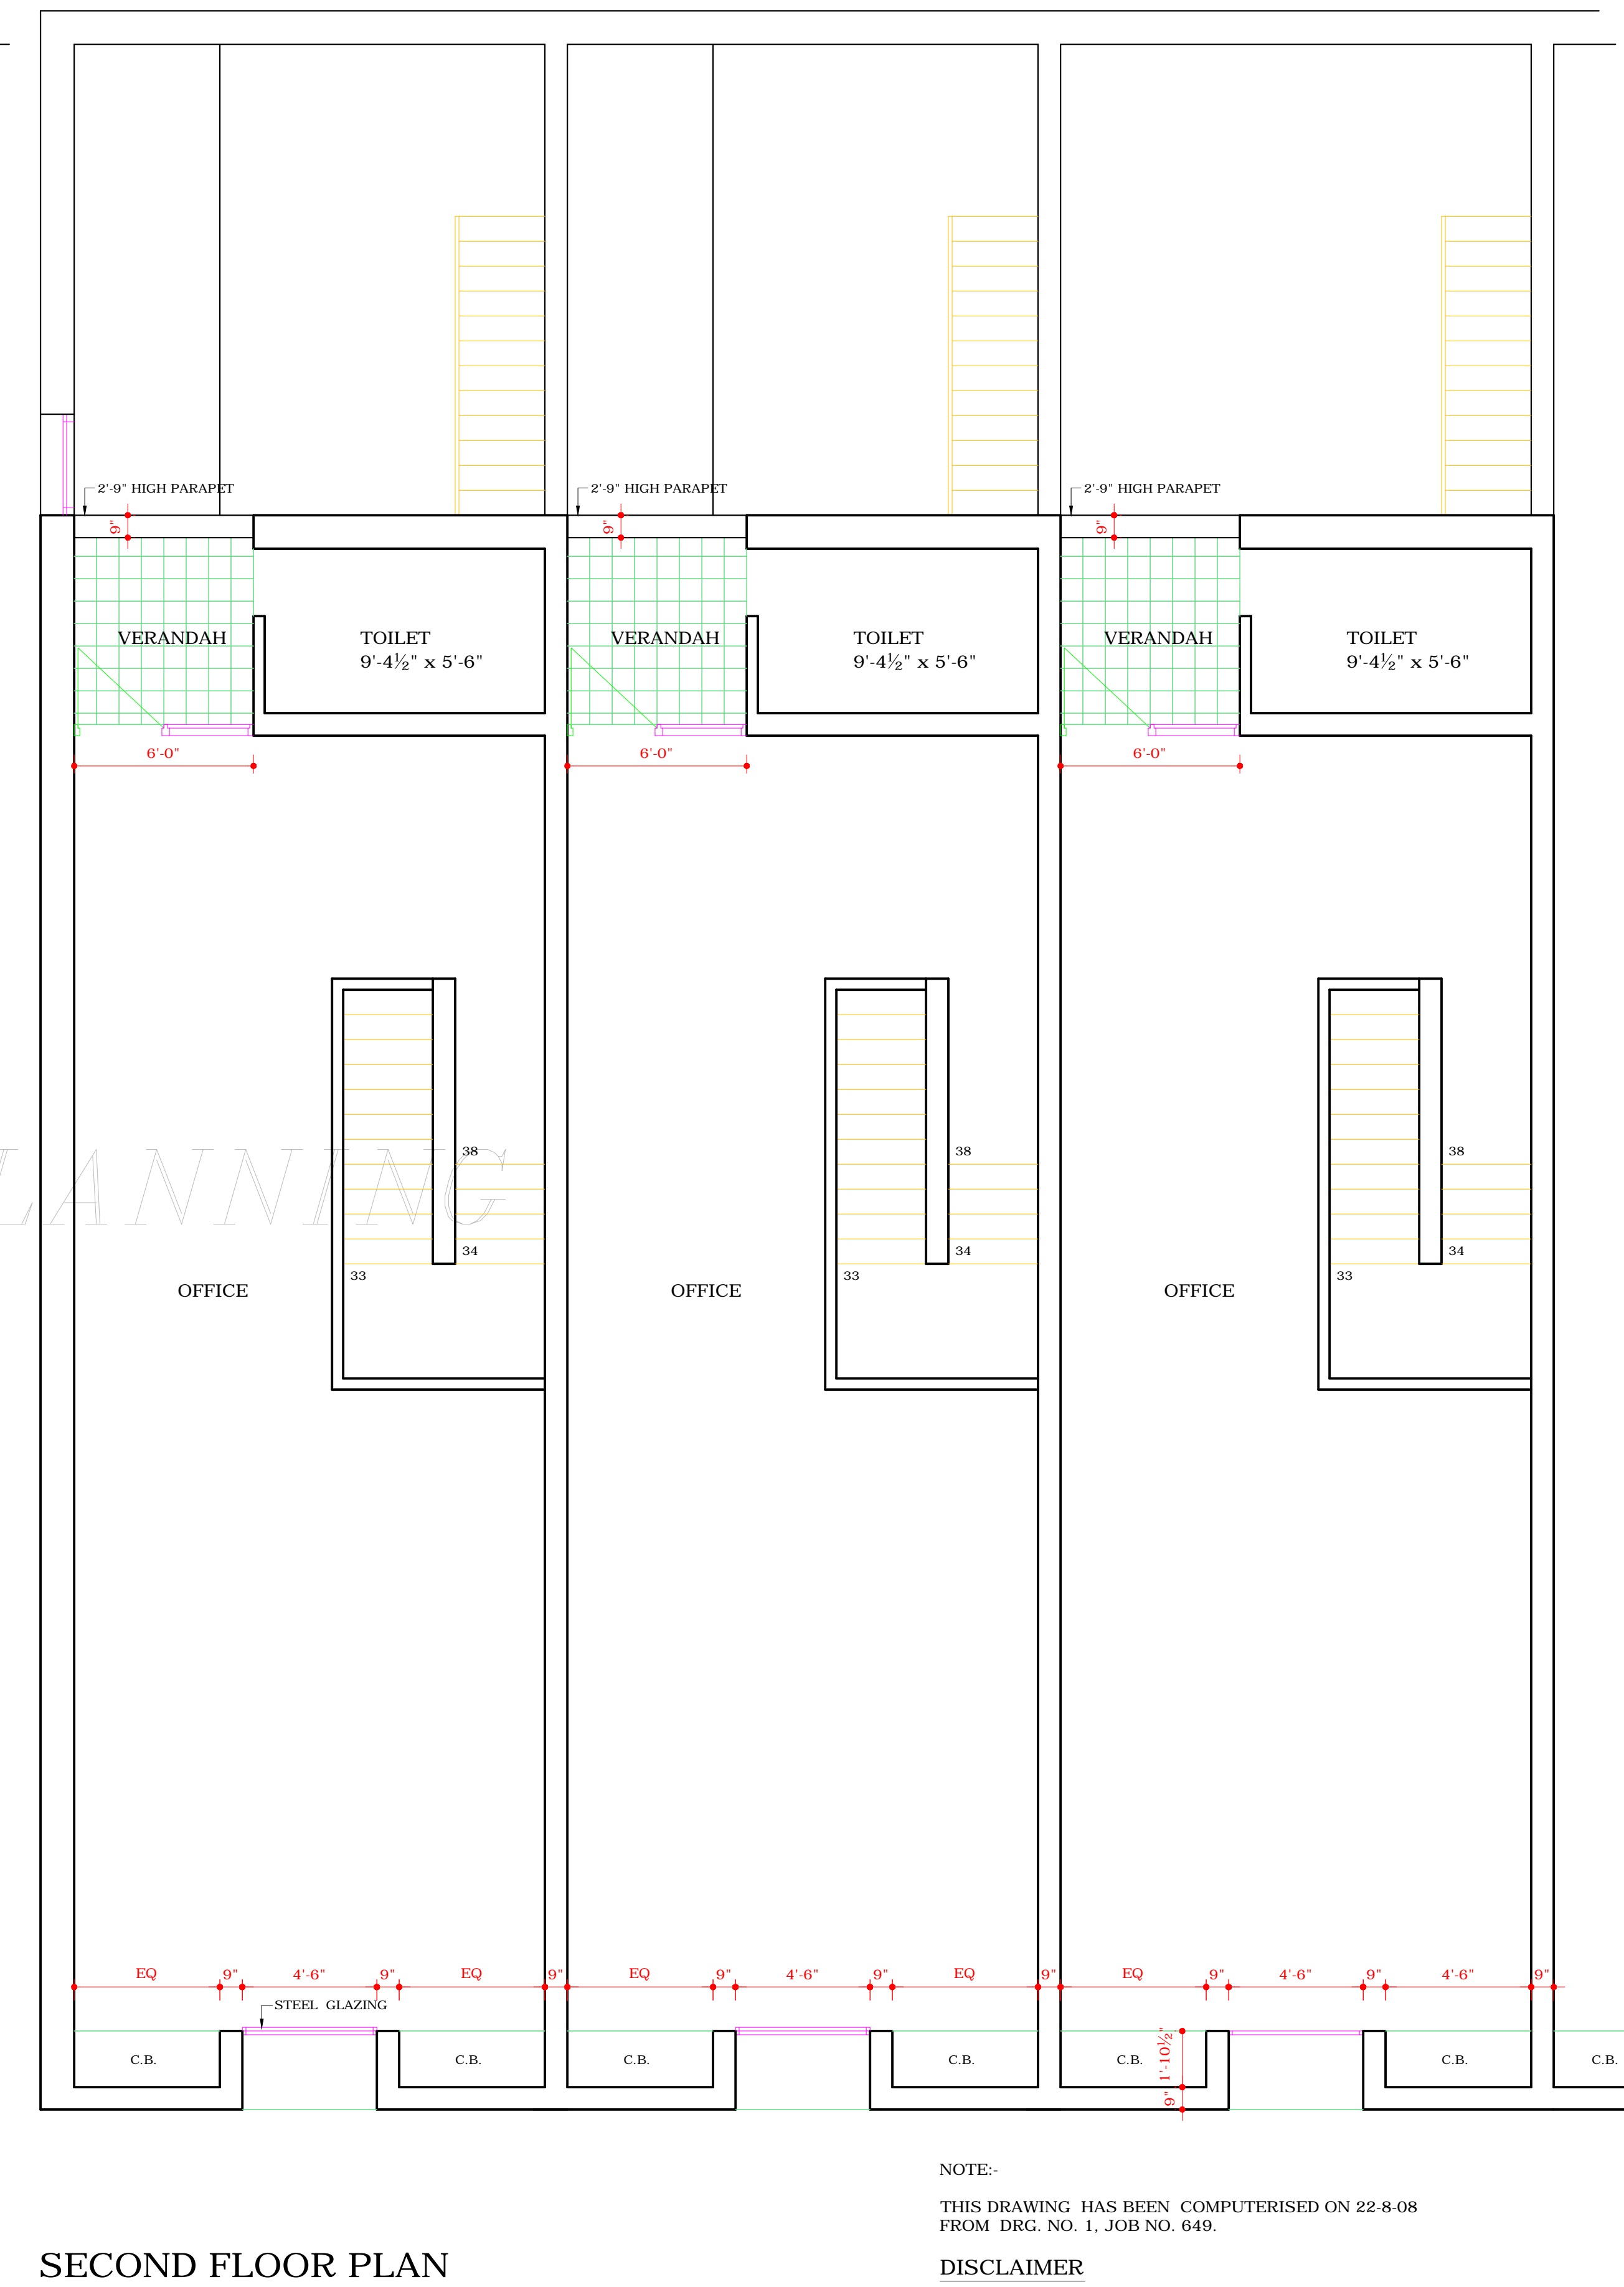 2'-9" HIGH PARAPET 2'-9" HIGH PARAPET 2'-9" HIGH PARAPET
9" 9" 9"
VERANDAH TOILET VERANDAH TOILET VERANDAH TOILET
9'-4½" x 5'-6" 9'-4½" x 5'-6" 9'-4½" x 5'-6"
6'-0" 6'-0" 6'-0"
38 38 38
LANNING
34 34 34
33 33 33
OFFICE OFFICE OFFICE
EQ 9" 4'-6" 9" EQ 9" EQ 9" 4'-6" 9" EQ 9" EQ 9" 4'-6" 9" 4'-6" 9"
STEEL GLAZING
1'-10½"
C.B. C.B. C.B. C.B. C.B. C.B. C.B.
9"
NOTE:-
THIS DRAWING HAS BEEN COMPUTERISED ON 22-8-08
FROM DRG. NO. 1, JOB NO. 649.
SECOND FLOOR PLAN
DISCLAIMER